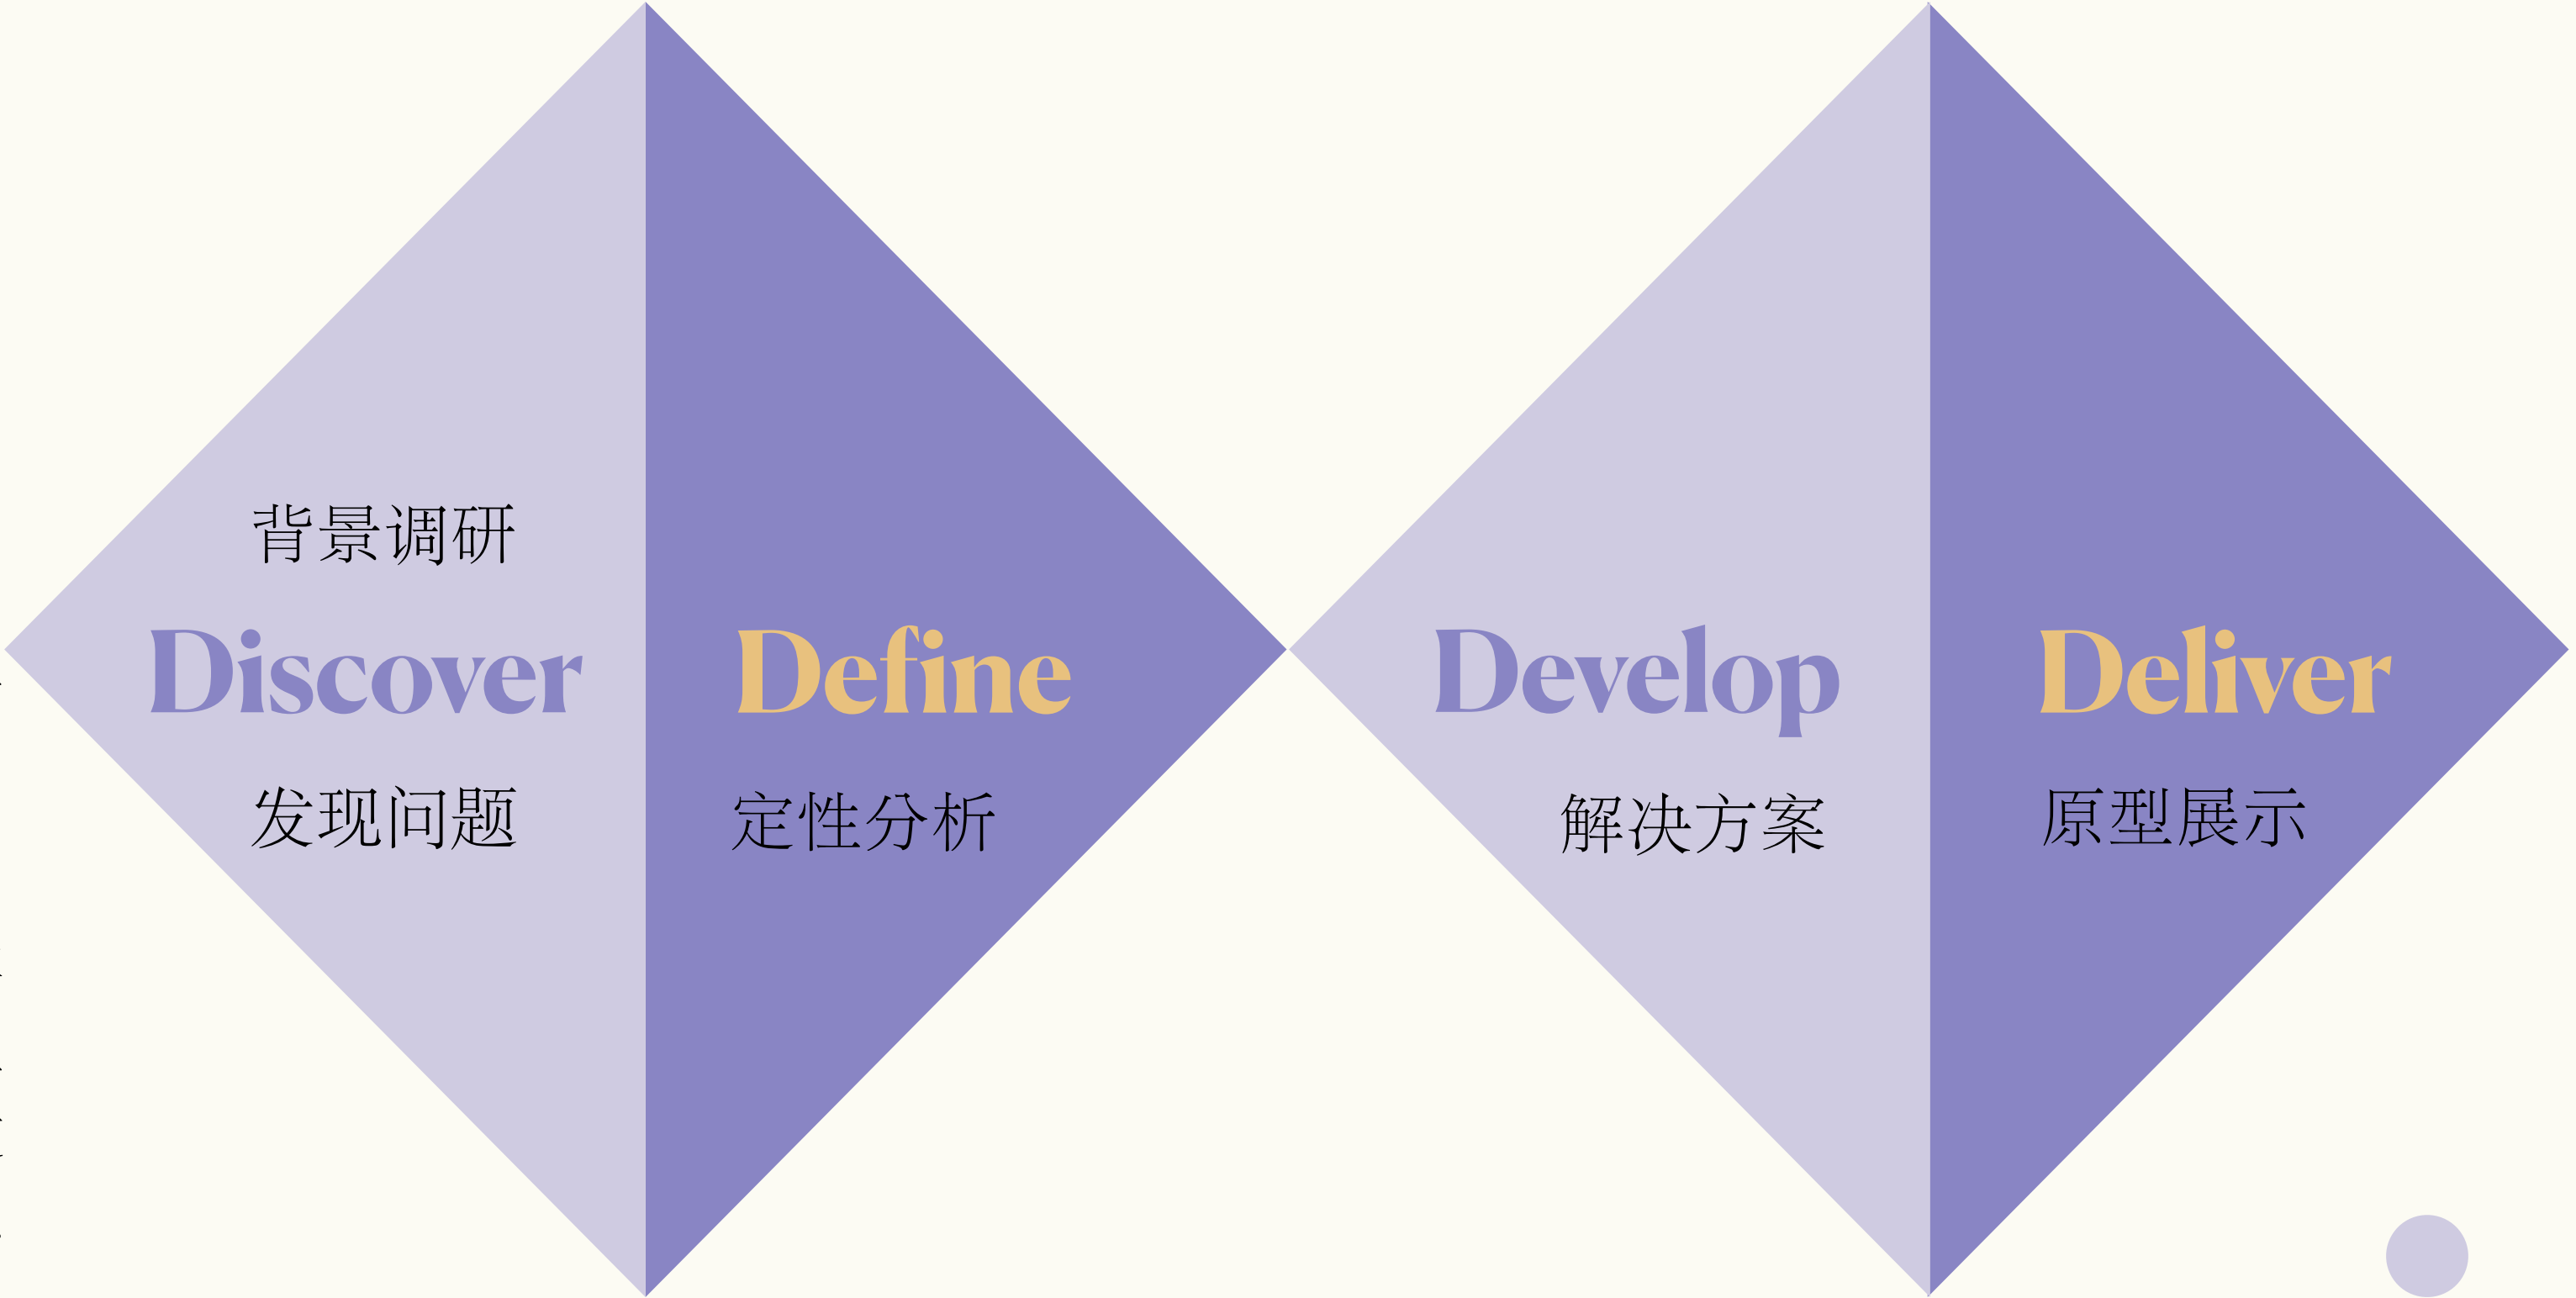 背景调研
Discover
发现问题
Define
定性分析
Develop
解决方案
Deliver
原型展示